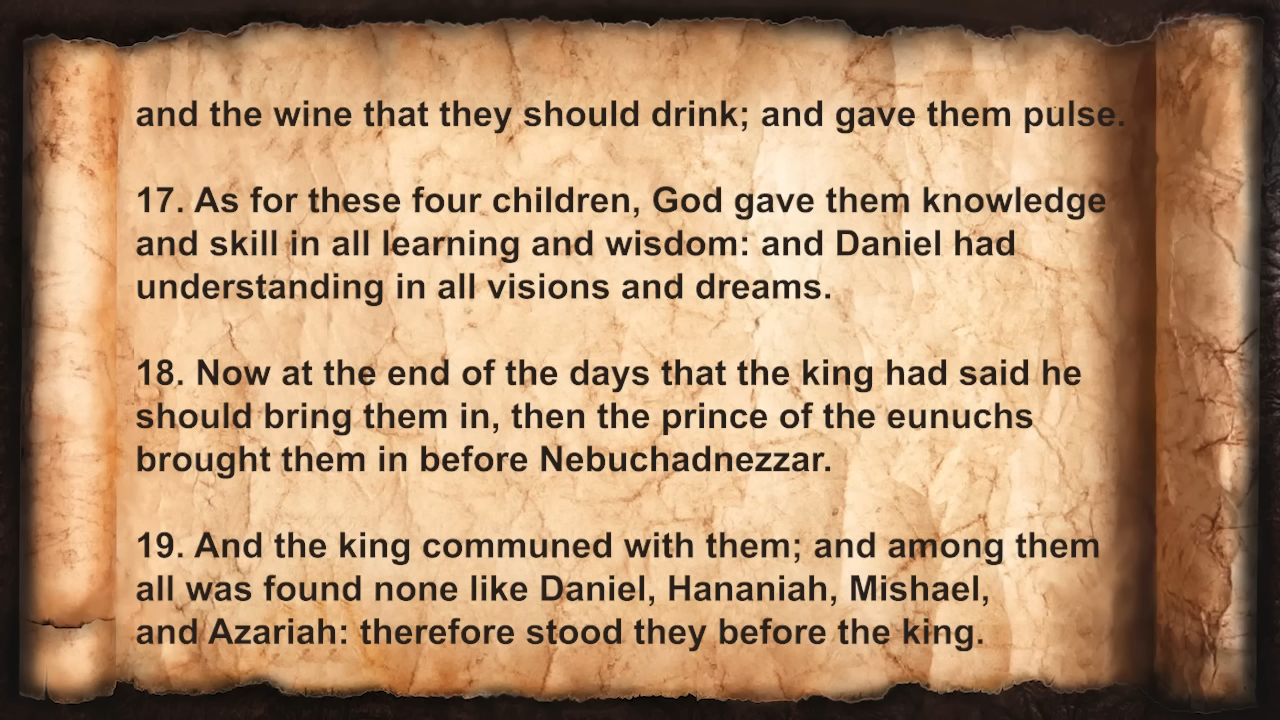 and the wine that they should drink; and gave them pulse.
17. As for these four children, God gave them knowledge
and skill in all learning and wisdom: and Daniel had
understanding in all visions and dreams.
18. Now at the end of the days that the king had said he
should bring them in, then the prince of the eunuchs
brought them in before Nebuchadnezzar.
19. And the king communed with them; and among them
all was found none like Daniel, Hananiah, Mishael,
and Azariah: therefore stood they before the king.